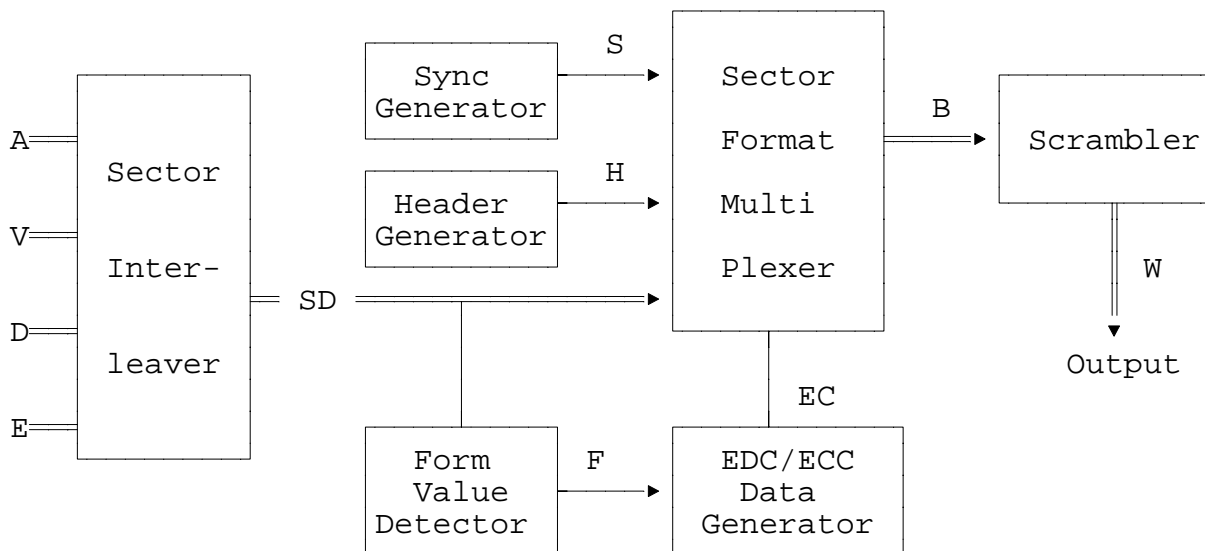 A
V
D
E
Sector
Inter-
leaver
SD
Sync
Generator
S
Header
Generator
H
Form
Value
Detector
F
Sector
Format
Multi
Plexer
EC
EDC/ECC
Data
Generator
B
Scrambler
W
Output